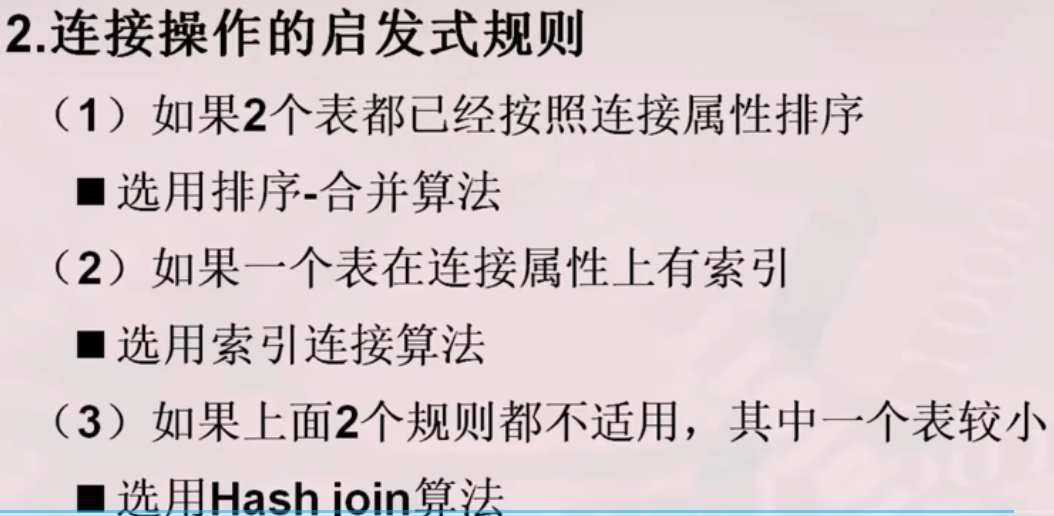 2.连接操作的启发式规则
（1）如果2个表都已经按照连接属性排序
■ 选用排序-合并算法
（2）如果一个表在连接属性上有索引
■ 选用索引连接算法
（3）如果上面2个规则都不适用，其中一个表较小
■ 选用Hash join算法